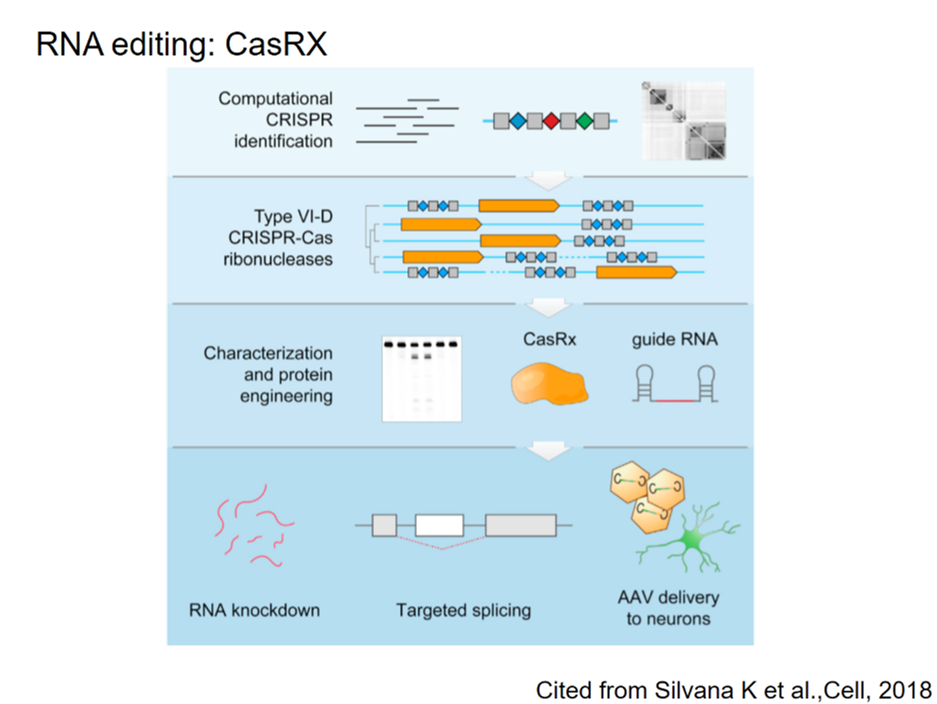 RNA editing: CasRX
Computational
CRISPR
identification
Type VI-D
CRISPR-Cas
ribonucleases
Characterization
and protein
engineering
CasRx
guide RNA
RNA knockdown
Targeted splicing
AAV delivery
to neurons
Cited from Silvana K et al.,Cell, 2018